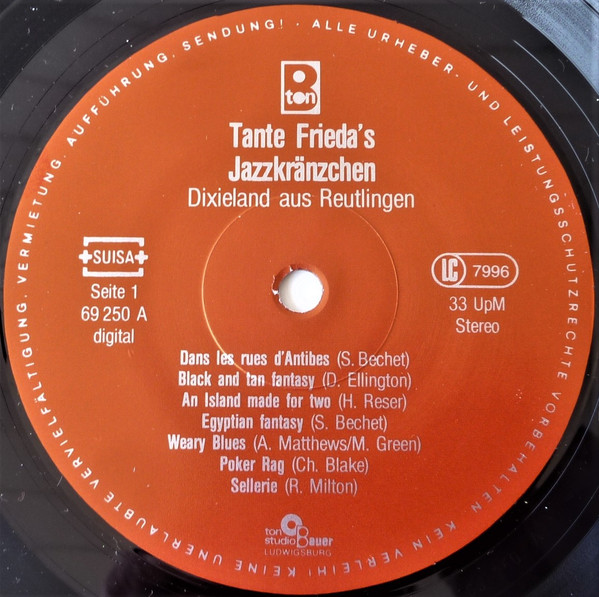 ALLE URHEBER- UND LEISTUNGSSCHUTZRECHTE VORBEHALTEN. KEIN VERLEIH! KEINE UNERLAUBTE VERVIELFÄLTIGUNG, VERMIETUNG, AUFFÜHRUNG, SENDUNG! ·
B
ton
Tante Frieda's
Jazzkränzchen
Dixieland aus Reutlingen
SUISA
Seite 1
69 250 A
digital
LC 7996
33 UpM
Stereo
Dans les rues d'Antibes (S. Bechet)
Black and tan fantasy (D. Ellington)
An Island made for two (H. Reser)
Egyptian fantasy (S. Bechet)
Weary Blues (A. Matthews/M. Green)
Poker Rag (Ch. Blake)
Sellerie (R. Milton)
ton
studio Bauer
LUDWIGSBURG